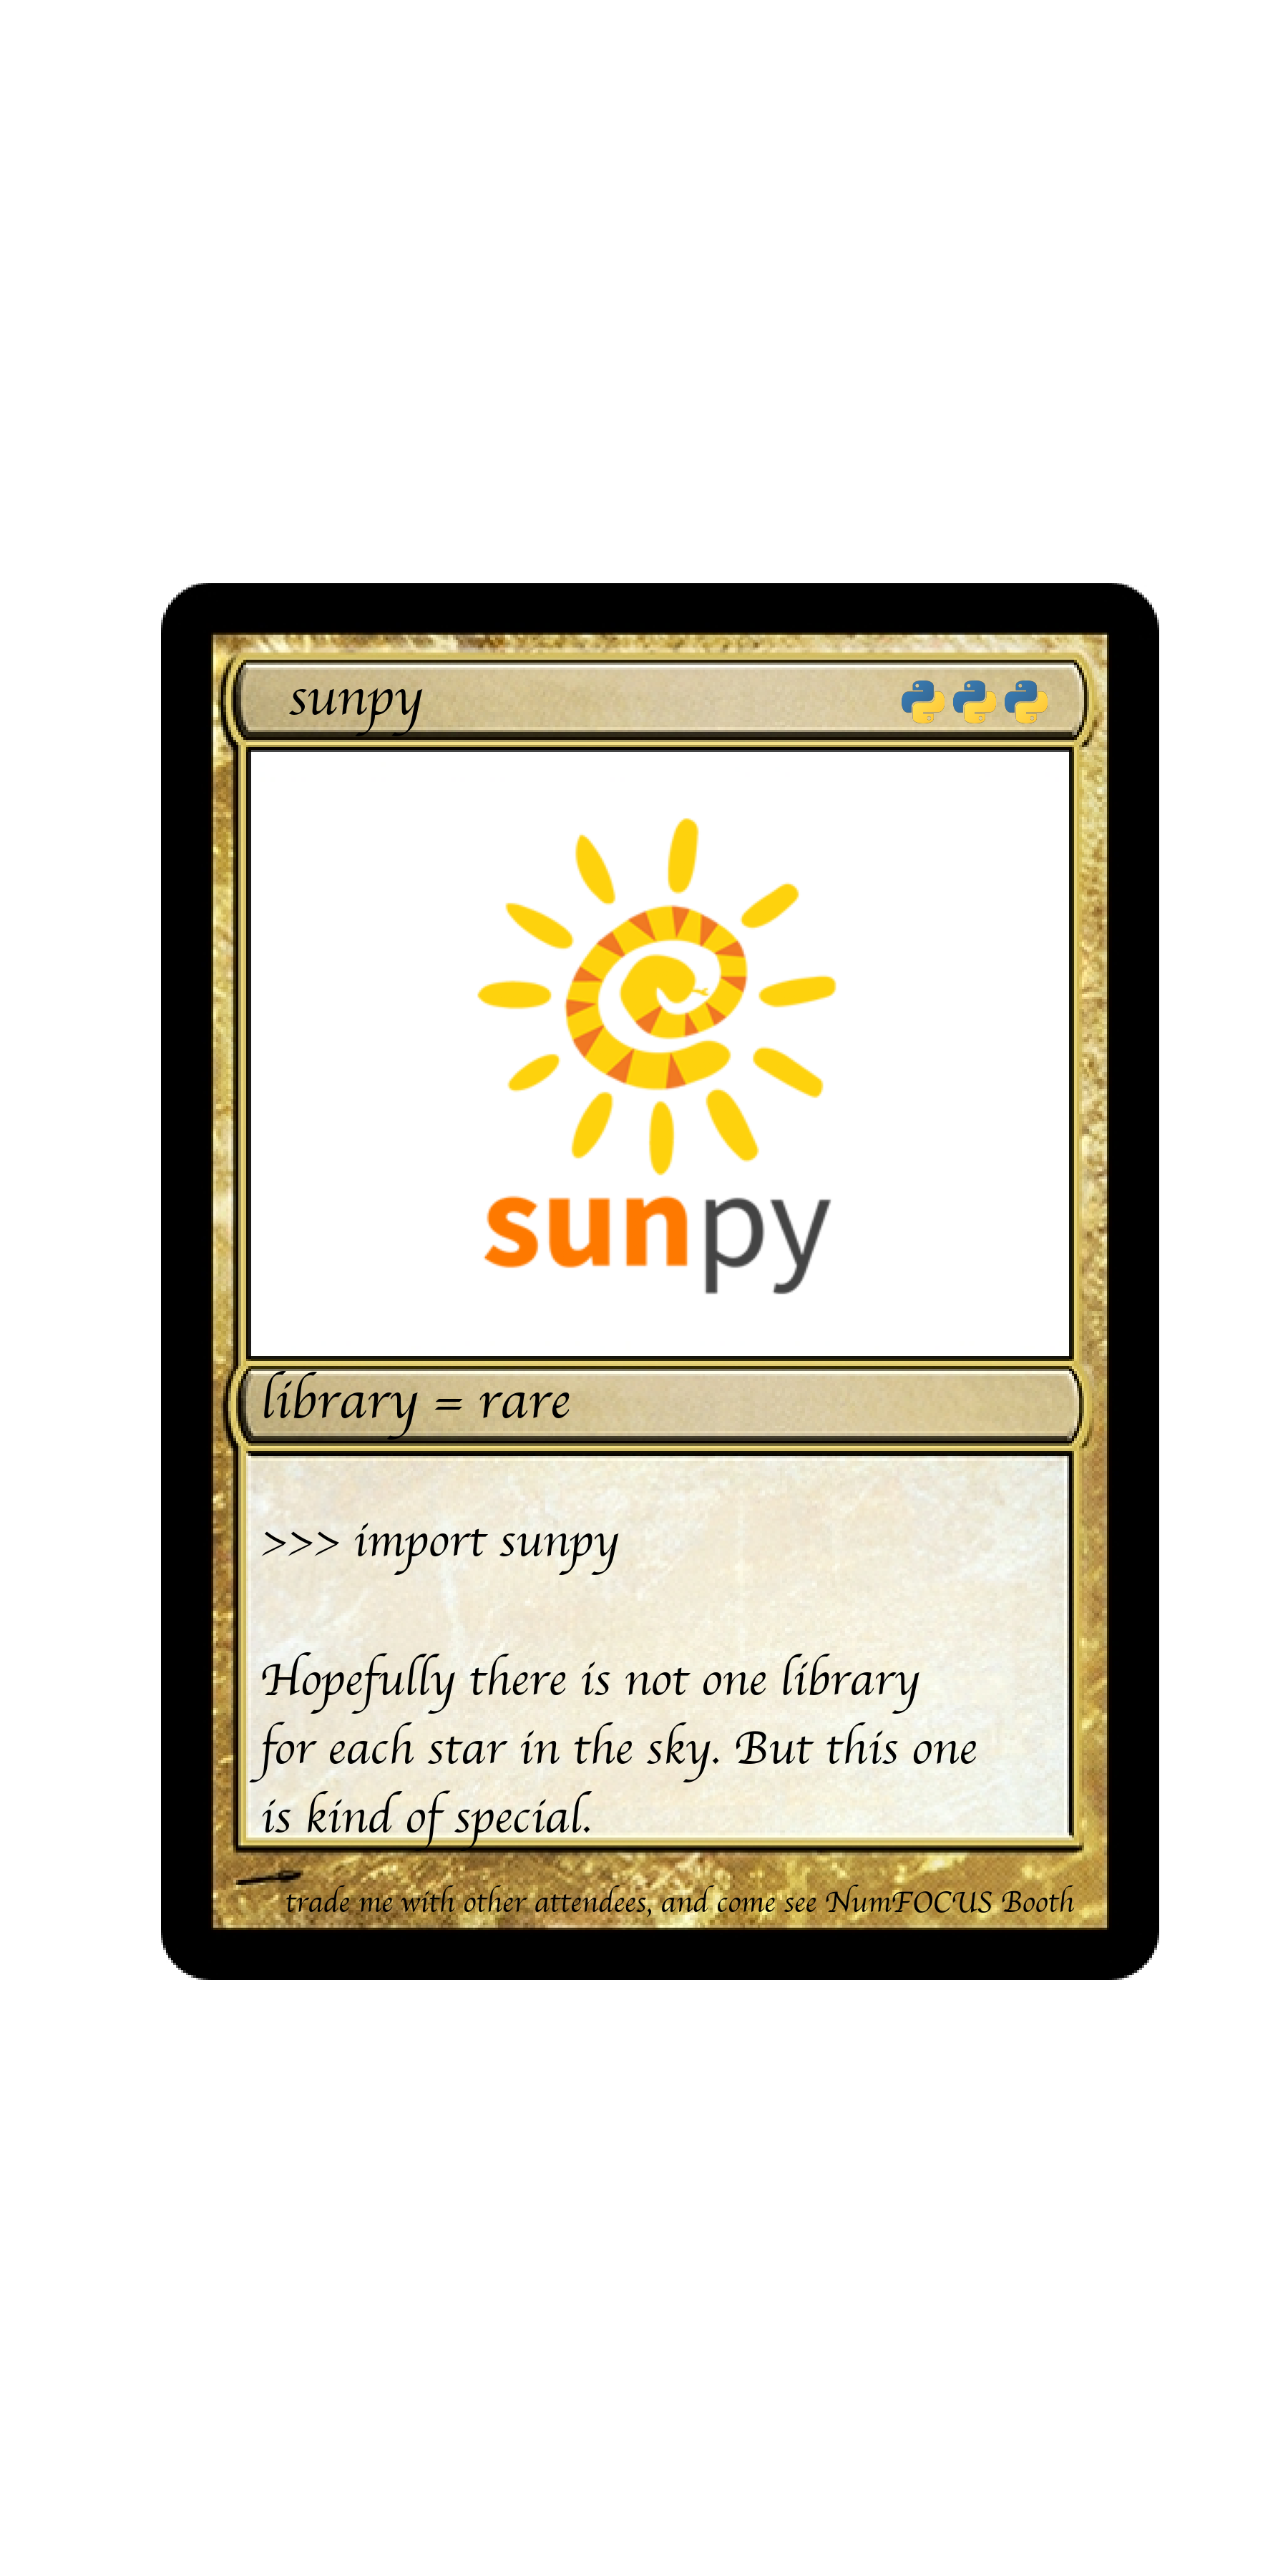 sunpy
sunpy
library = rare
>>> import sunpy
Hopefully there is not one library
for each star in the sky. But this one
is kind of special.
trade me with other attendees, and come see NumFOCUS Booth